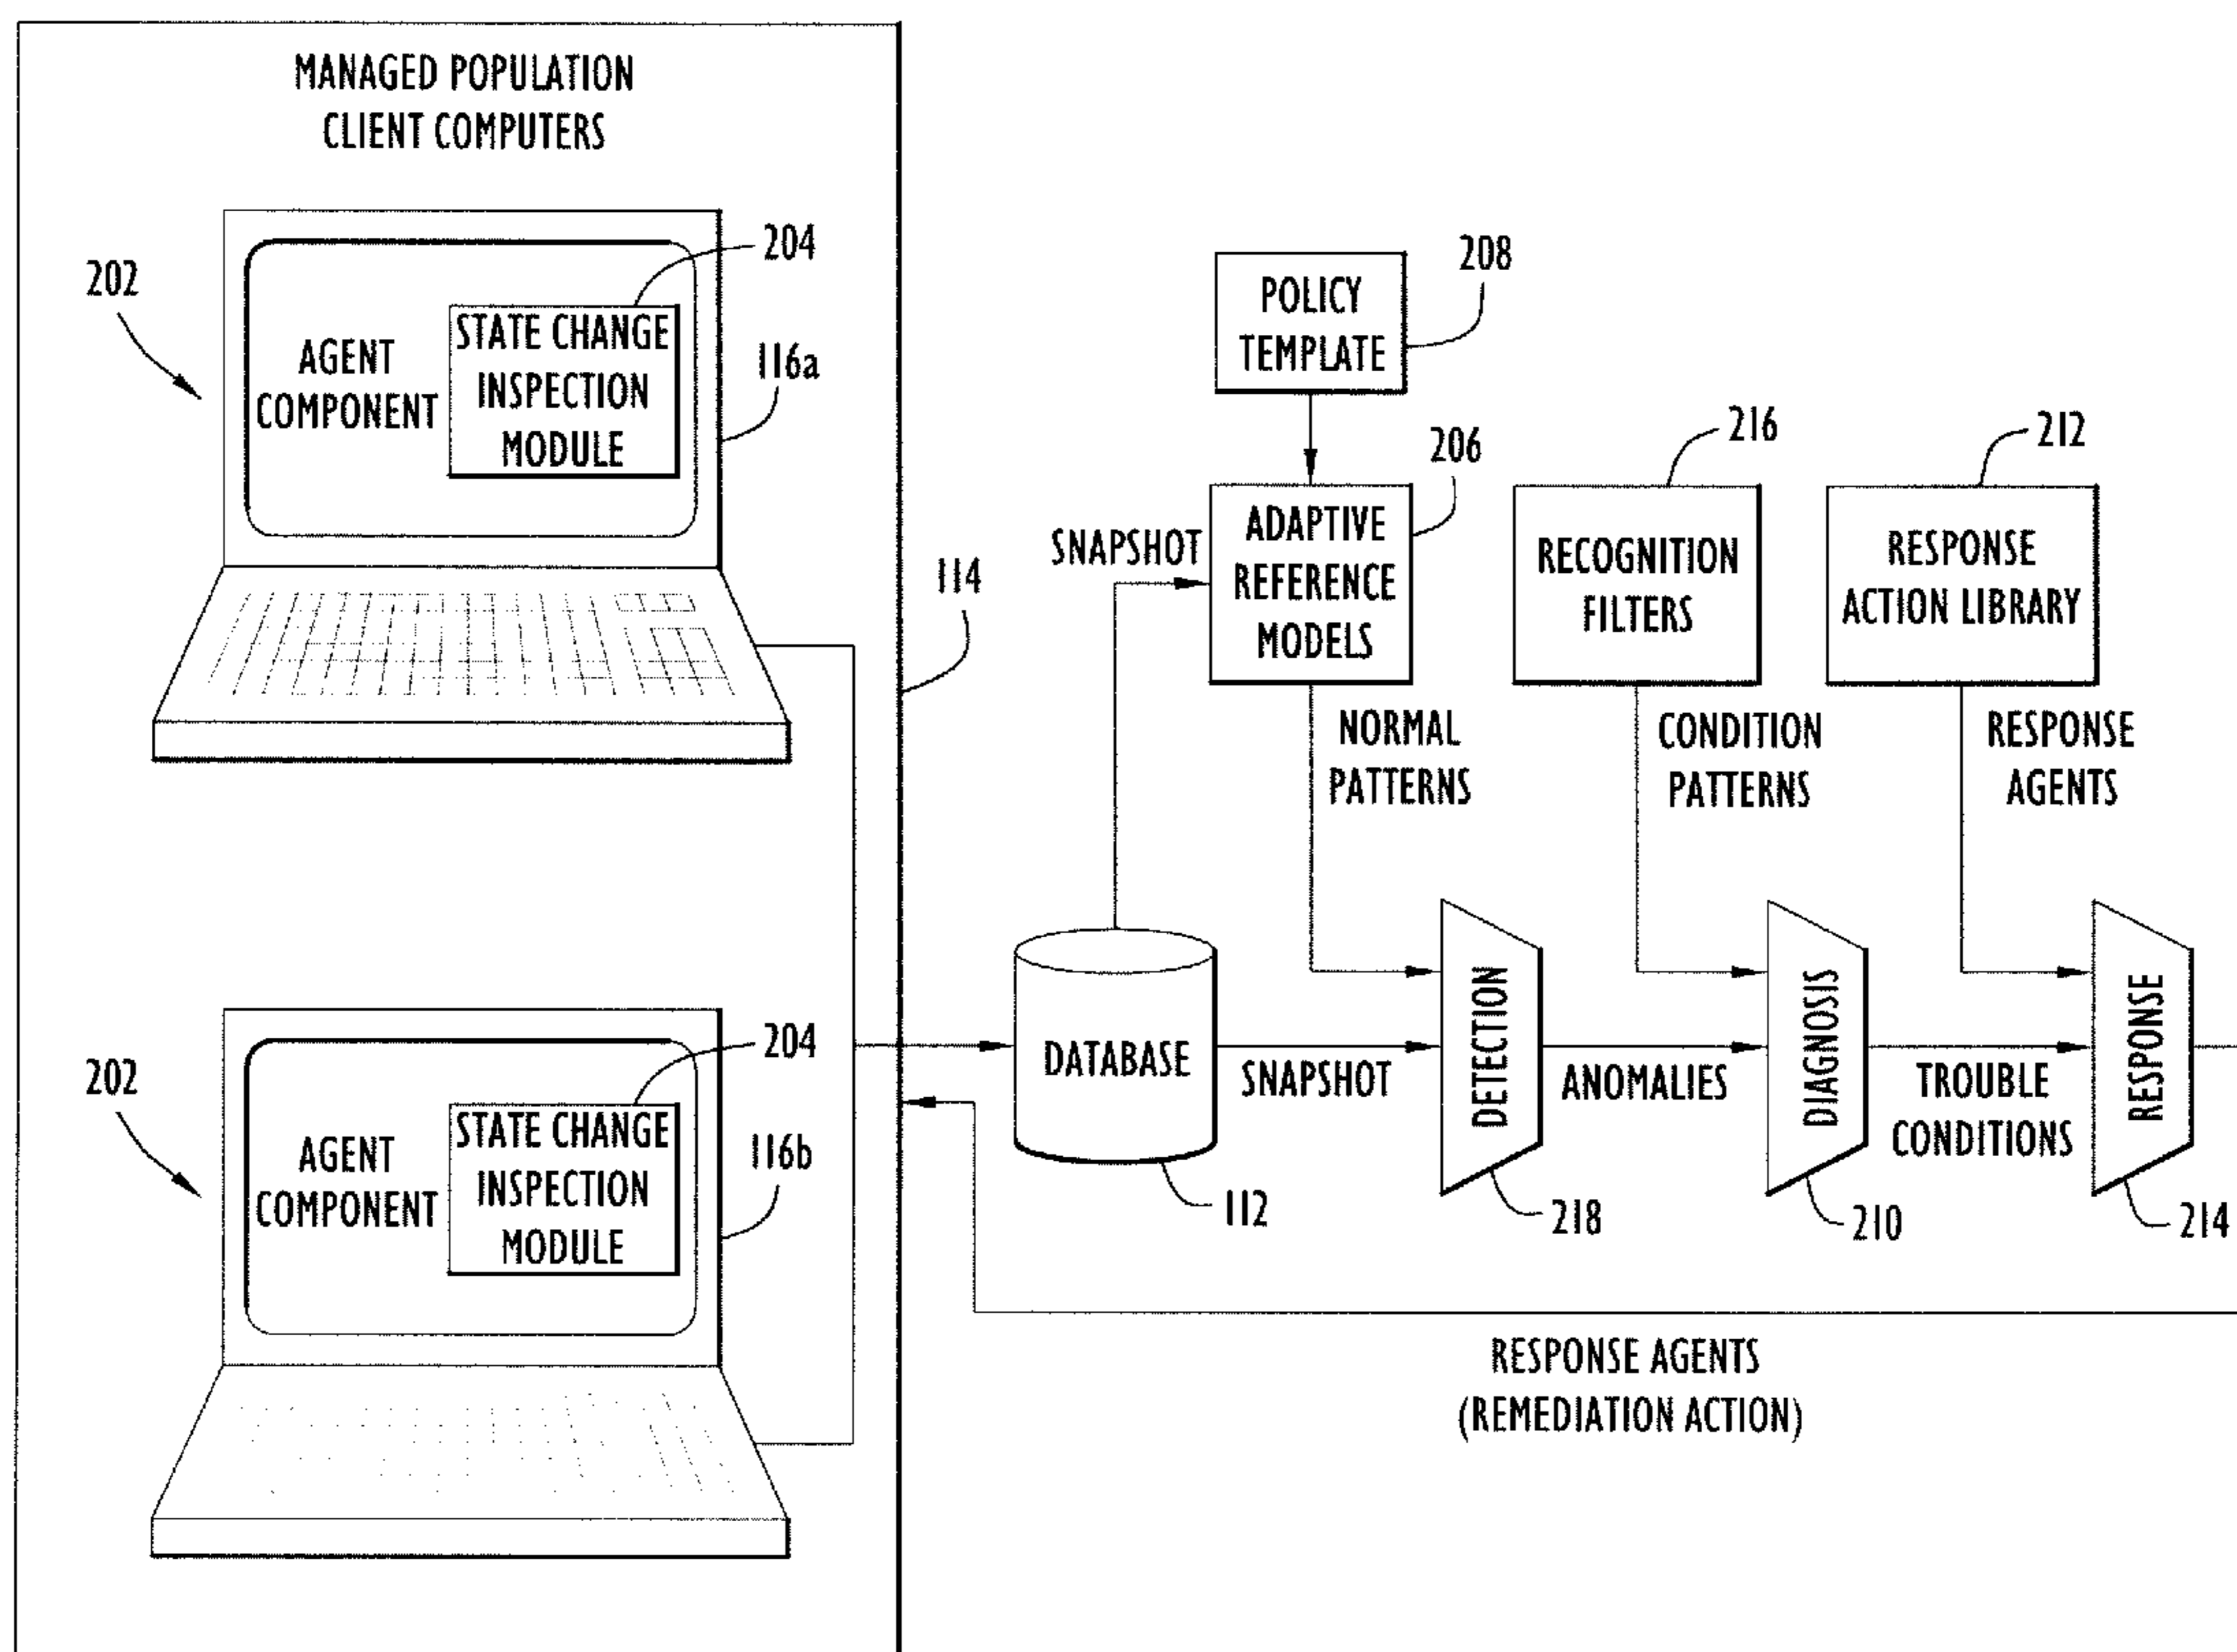 MANAGED POPULATION
CLIENT COMPUTERS
202
AGENT
COMPONENT
STATE CHANGE
INSPECTION
MODULE
204
116a
114
202
AGENT
COMPONENT
STATE CHANGE
INSPECTION
MODULE
204
116b
POLICY
TEMPLATE
208
SNAPSHOT
ADAPTIVE
REFERENCE
MODELS
206
RECOGNITION
FILTERS
216
RESPONSE
ACTION LIBRARY
212
NORMAL
PATTERNS
CONDITION
PATTERNS
RESPONSE
AGENTS
DATABASE
112
SNAPSHOT
DETECTION
218
ANOMALIES
DIAGNOSIS
210
TROUBLE
CONDITIONS
RESPONSE
214
RESPONSE AGENTS
(REMEDIATION ACTION)